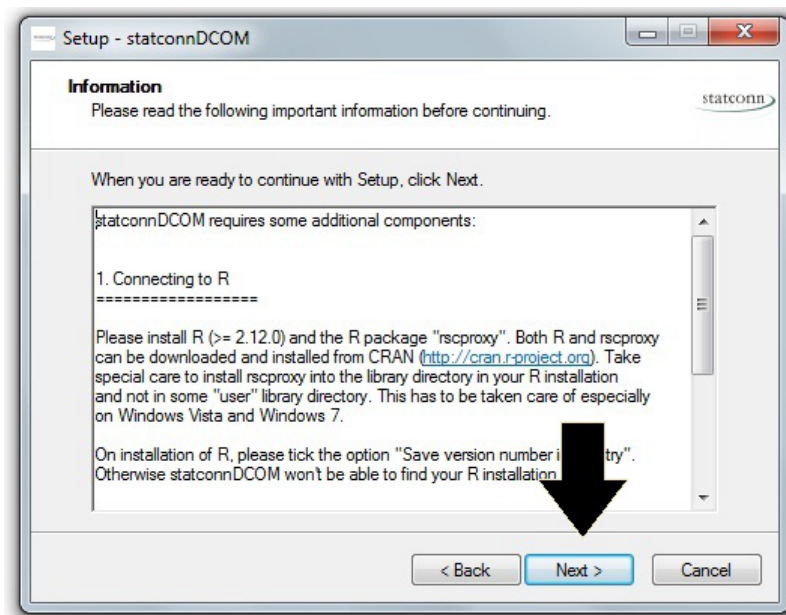 Setup - statconnDCOM
Information
Please read the following important information before continuing.
statconn
When you are ready to continue with Setup, click Next.
statconnDCOM requires some additional components:
1. Connecting to R
==================
Please install R (>= 2.12.0) and the R package "rscproxy". Both R and rscproxy
can be downloaded and installed from CRAN (http://cran.r-project.org). Take
special care to install rscproxy into the library directory in your R installation
and not in some "user" library directory. This has to be taken care of especially
on Windows Vista and Windows 7.
On installation of R, please tick the option "Save version number i try".
Otherwise statconnDCOM won't be able to find your R installation
< Back
Next >
Cancel